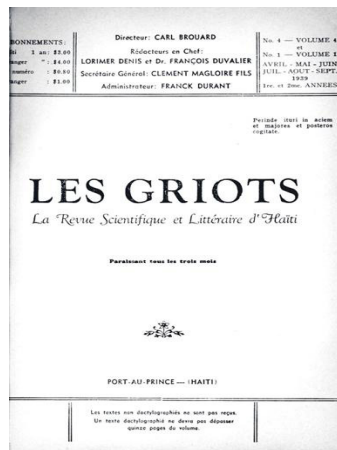 BONNEMENTS:
1 an: $3.00
anger " : $4.00
numéro : $0.80
anger : $1.00
Directeur: CARL BROUARD
Rédacteurs en Chef:
LORIMER DENIS et Dr. FRANÇOIS DUVALIER
Secrétaire Général: CLEMENT MAGLOIRE FILS
Administrateur: FRANCK DURANT
No. 4 — VOLUME 4
et
No. 1 — VOLUME I
AVRIL - MAI - JUIN
JUIL. - AOUT - SEPT.
1939
1re. et 2me. ANNEES
Perinde ituri in aciem
et majores et posteros
cogitate.
LES GRIOTS
La Revue Scientifique et Littéraire d'Haïti
Paraissant tous les trois mois
PORT-AU-PRINCE — (HAITI)
Les textes non dactylographiés ne sont pas reçus.
Un texte dactylographié ne devra pas dépasser
quinze pages du volume.